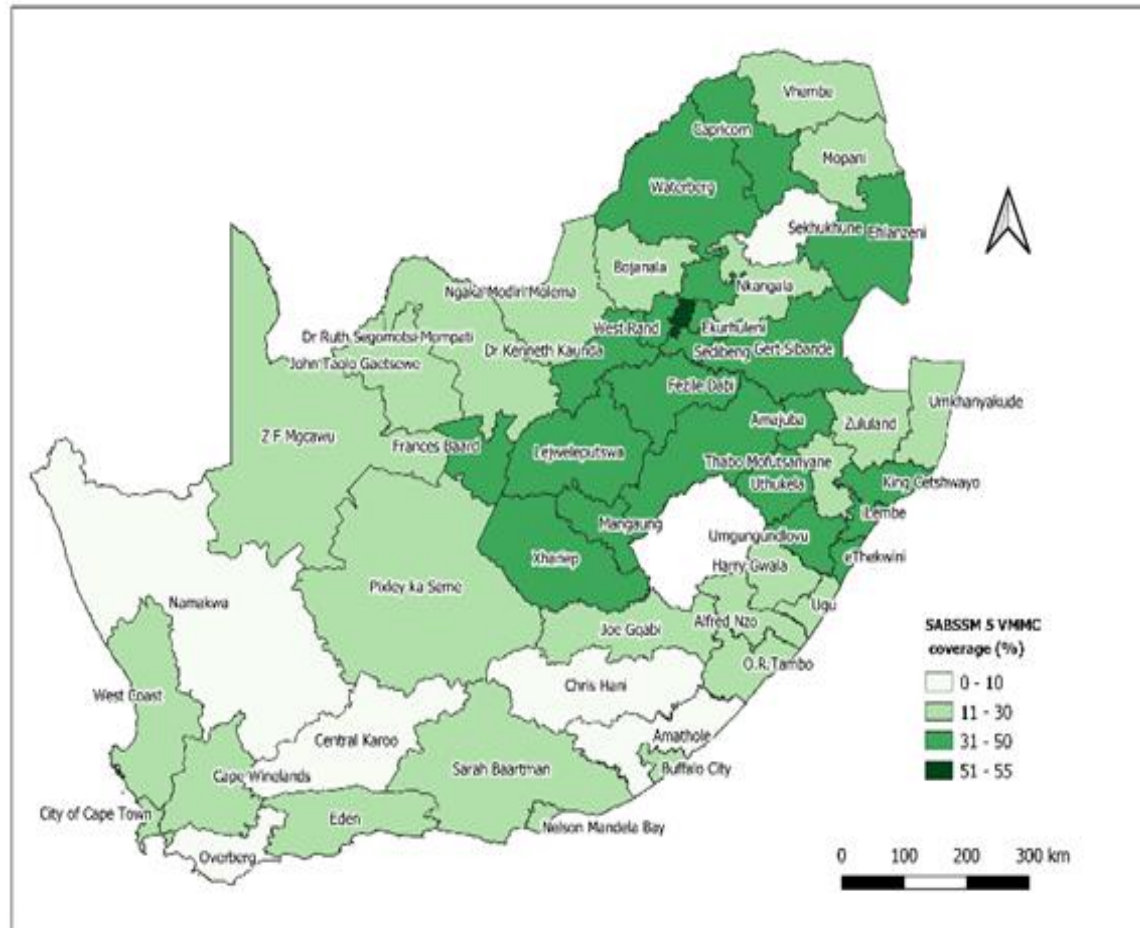 Vhembe
Capricorn
Mopani
Waterberg
Sekhukhune
Ehlanzeni
Bojanala
Nkangala
Ngaka Modiri Molema
West Rand
Ekurhuleni
Dr Ruth Segomotsi Mompati
Dr Kenneth Kaunda
Sedibeng
Gert Sibande
John Taolo Gaetsewe
Fezile Dabi
Umkhanyakude
Amajuba
Zululand
Z F Mgcawu
Frances Baard
Lejweleputswa
Thabo Mofutsanyane
King Cetshwayo
Uthukela
iLembe
Mangaung
Umgungundlovu
eThekwini
Xhariep
Harry Gwala
Pixley ka Seme
Namakwa
Ugu
Alfred Nzo
Joe Gqabi
O.R.Tambo
Chris Hani
West Coast
Amathole
Central Karoo
Sarah Baartman
Buffalo City
Cape Winelands
City of Cape Town
Eden
Nelson Mandela Bay
Overberg
SABSSM 5 VMMC
coverage (%)
0 - 10
11 - 30
31 - 50
51 - 55
0 100 200 300 km